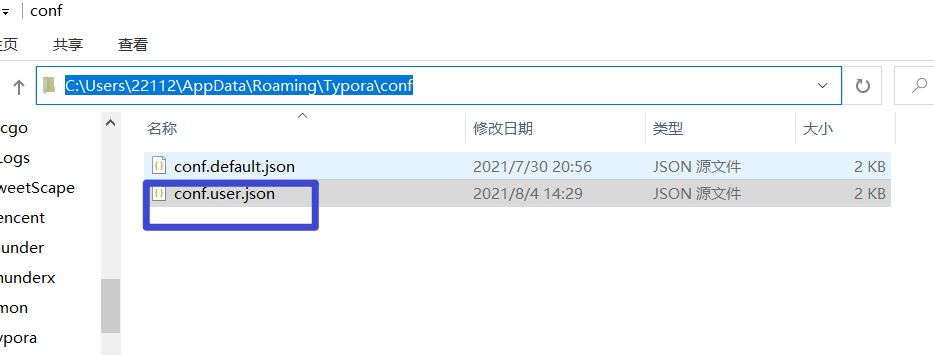 conf
主页 共享 查看
C:\Users\22112\AppData\Roaming\Typora\conf
名称 修改日期 类型 大小
conf.default.json 2021/7/30 20:56 JSON 源文件 2 KB
conf.user.json 2021/8/4 14:29 JSON 源文件 2 KB
cgo
Logs
weetScape
encent
hunder
hunderx
mon
ypora